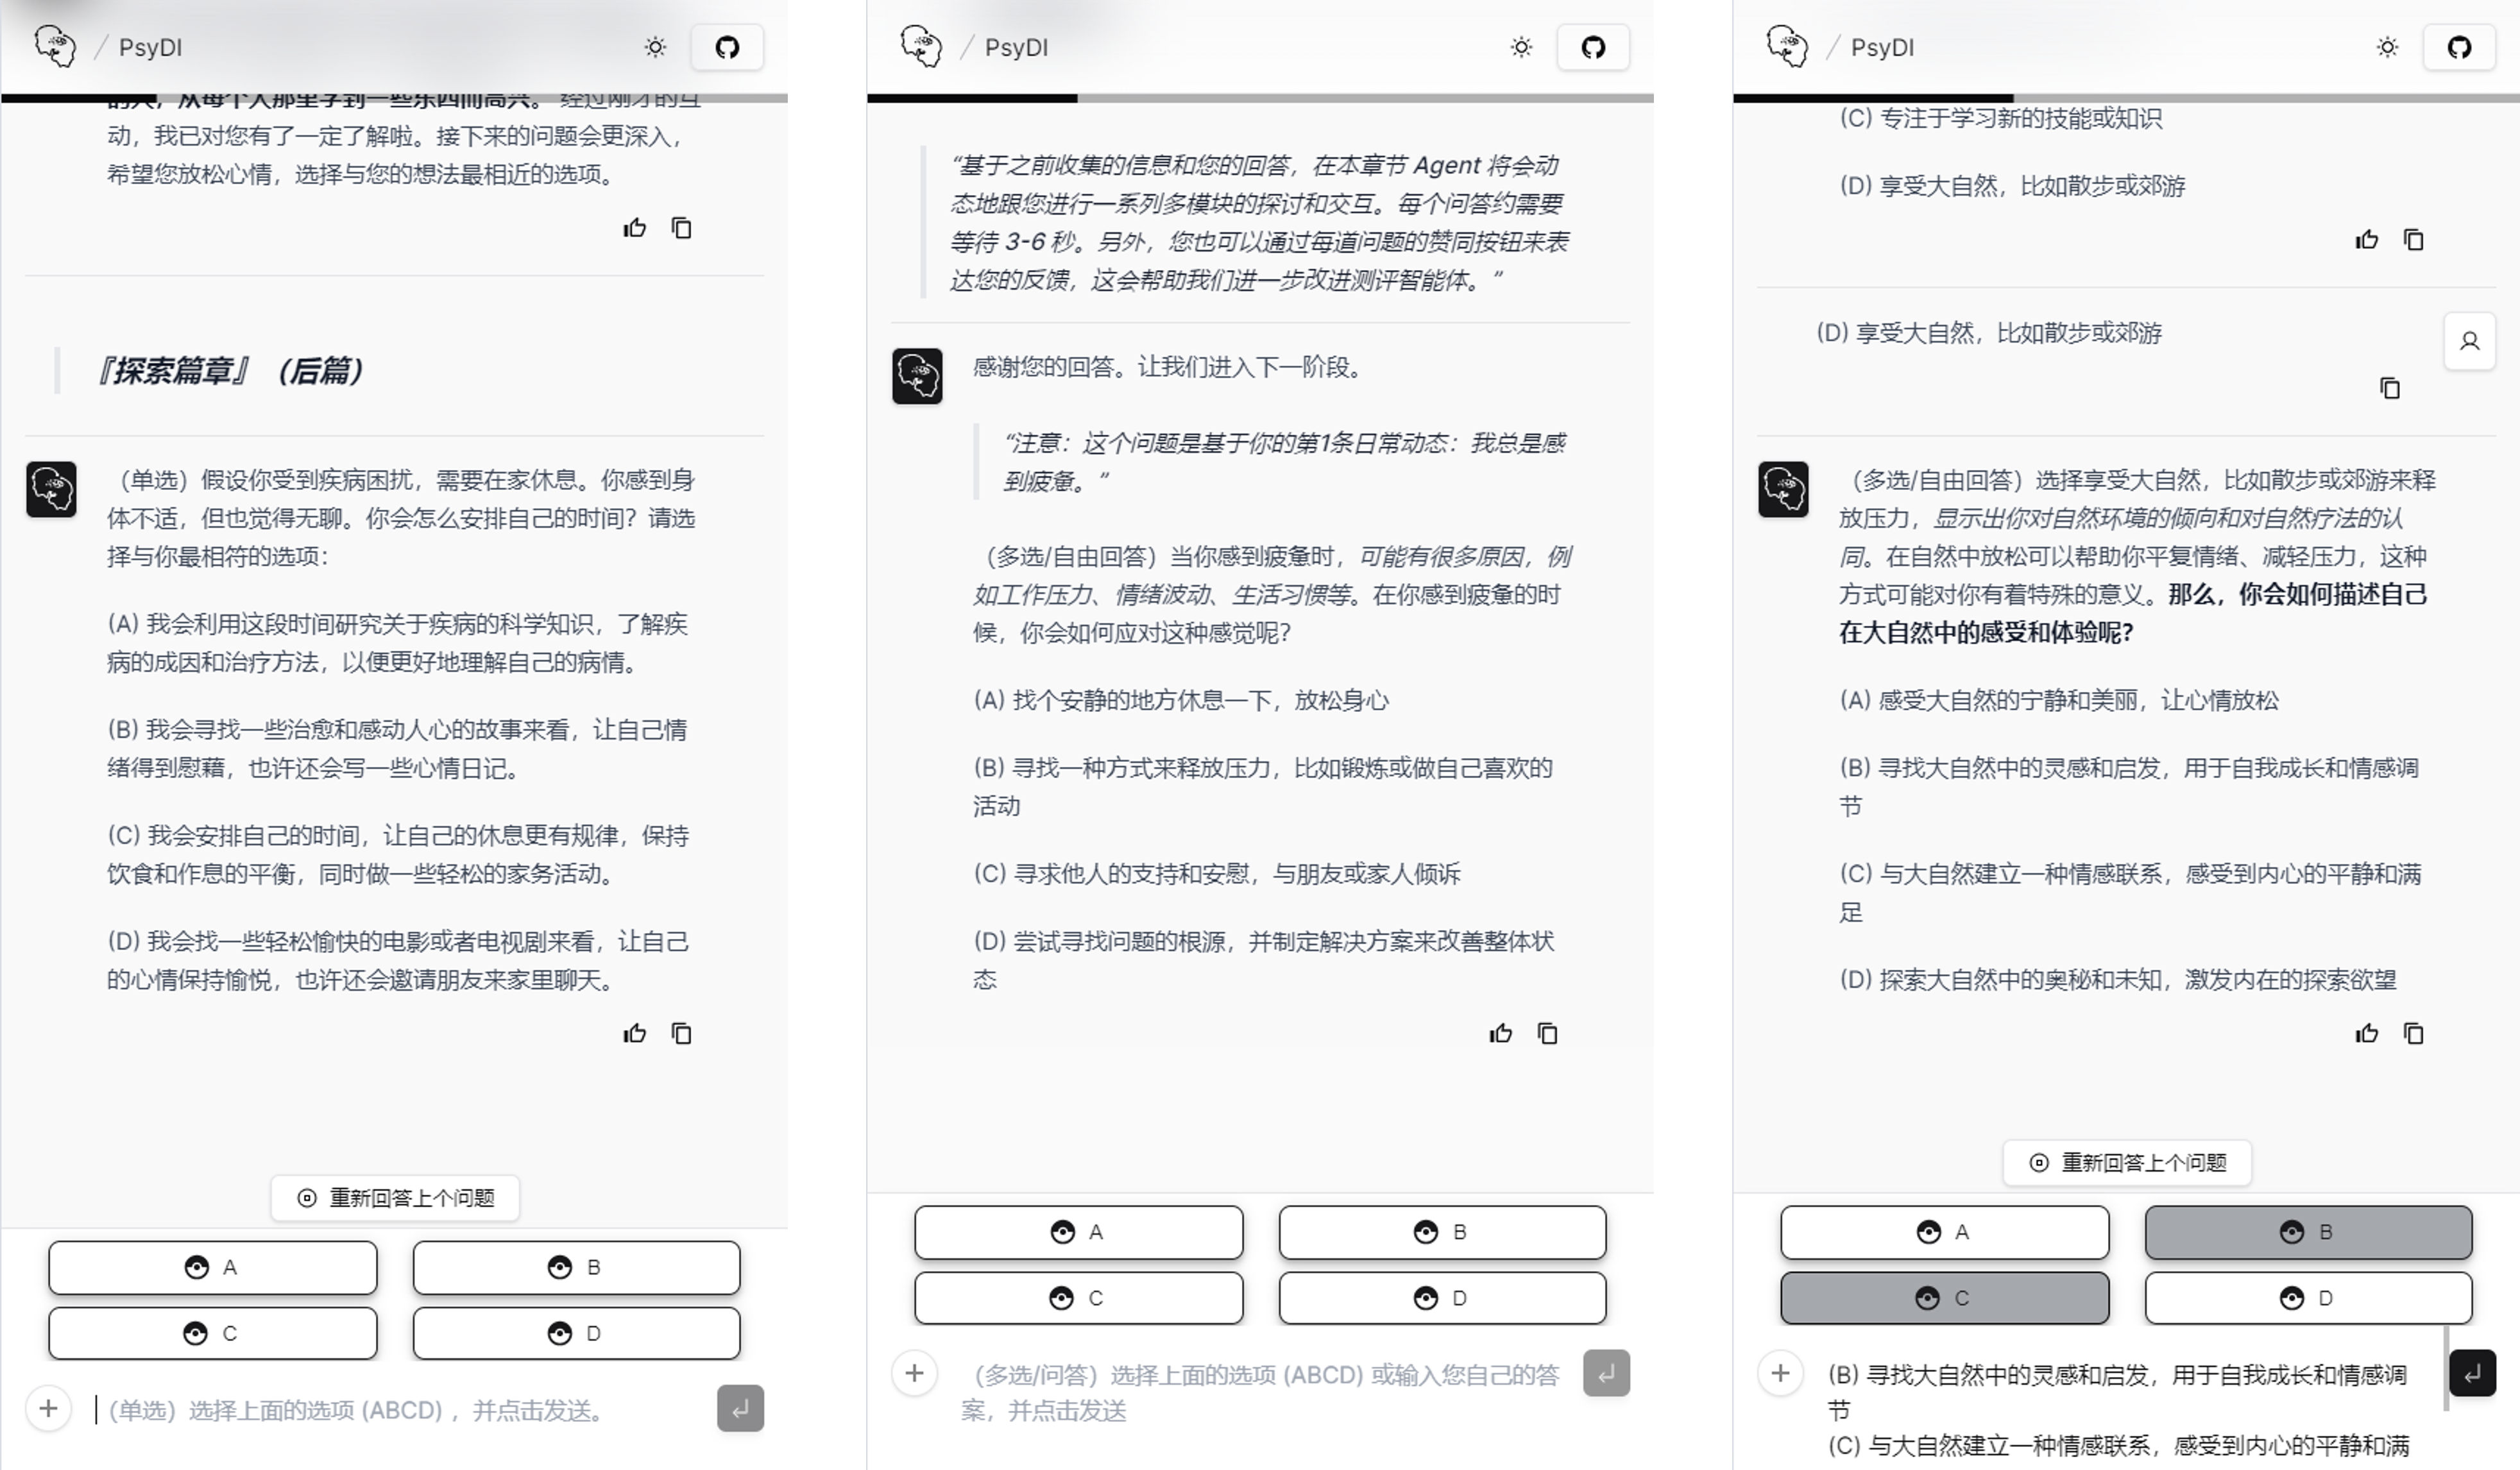 PsyDI
的人，从每个人那里学到一些东西而高兴。 经过刚才的互
动，我已对您有了一定了解啦。接下来的问题会更深入，
希望您放松心情，选择与您的想法最相近的选项。
『探索篇章』（后篇）
（单选）假设你受到疾病困扰，需要在家休息。你感到身
体不适，但也觉得无聊。你会怎么安排自己的时间？请选
择与你最相符的选项：
(A) 我会利用这段时间研究关于疾病的科学知识，了解疾
病的成因和治疗方法，以便更好地理解自己的病情。
(B) 我会寻找一些治愈和感动人心的故事来看，让自己情
绪得到慰藉，也许还会写一些心情日记。
(C) 我会安排自己的时间，让自己的休息更有规律，保持
饮食和作息的平衡，同时做一些轻松的家务活动。
(D) 我会找一些轻松愉快的电影或者电视剧来看，让自己
的心情保持愉悦，也许还会邀请朋友来家里聊天。
重新回答上个问题
A
B
C
D
（单选）选择上面的选项 (ABCD) ，并点击发送。
PsyDI
“基于之前收集的信息和您的回答，在本章节 Agent 将会动
态地跟您进行一系列多模块的探讨和交互。每个问答约需要
等待 3-6 秒。另外，您也可以通过每道问题的赞同按钮来表
达您的反馈，这会帮助我们进一步改进测评智能体。”
感谢您的回答。让我们进入下一阶段。
“注意：这个问题是基于你的第1条日常动态：我总是感
到疲惫。”
（多选/自由回答）当你感到疲惫时，可能有很多原因，例
如工作压力、情绪波动、生活习惯等。在你感到疲惫的时
候，你会如何应对这种感觉呢？
(A) 找个安静的地方休息一下，放松身心
(B) 寻找一种方式来释放压力，比如锻炼或做自己喜欢的
活动
(C) 寻求他人的支持和安慰，与朋友或家人倾诉
(D) 尝试寻找问题的根源，并制定解决方案来改善整体状
态
A
B
C
D
（多选/问答）选择上面的选项 (ABCD) 或输入您自己的答
案，并点击发送
PsyDI
(C) 专注于学习新的技能或知识
(D) 享受大自然，比如散步或郊游
(D) 享受大自然，比如散步或郊游
（多选/自由回答）选择享受大自然，比如散步或郊游来释
放压力，显示出你对自然环境的倾向和对自然疗法的认
同。在自然中放松可以帮助你平复情绪、减轻压力，这种
方式可能对你有着特殊的意义。那么，你会如何描述自己
在大自然中的感受和体验呢？
(A) 感受大自然的宁静和美丽，让心情放松
(B) 寻找大自然中的灵感和启发，用于自我成长和情感调
节
(C) 与大自然建立一种情感联系，感受到内心的平静和满
足
(D) 探索大自然中的奥秘和未知，激发内在的探索欲望
重新回答上个问题
A
B
C
D
(B) 寻找大自然中的灵感和启发，用于自我成长和情感调
节
(C) 与大自然建立一种情感联系，感受到内心的平静和满